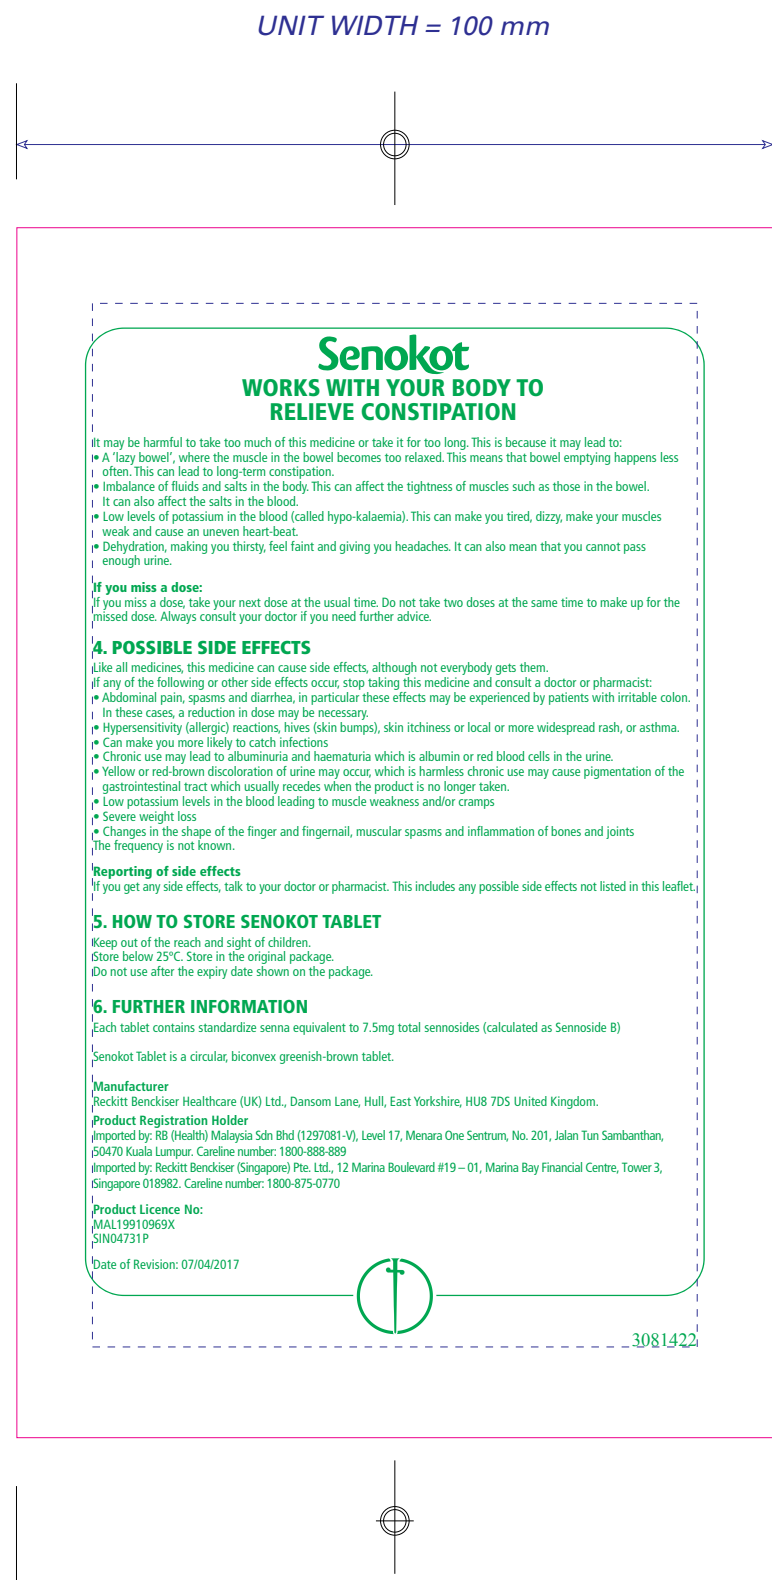 UNIT WIDTH = 100 mm
Senokot
WORKS WITH YOUR BODY TO
RELIEVE CONSTIPATION
It may be harmful to take too much of this medicine or take it for too long. This is because it may lead to:
• A 'lazy bowel', where the muscle in the bowel becomes too relaxed. This means that bowel emptying happens less
often. This can lead to long-term constipation.
• Imbalance of fluids and salts in the body. This can affect the tightness of muscles such as those in the bowel.
It can also affect the salts in the blood.
• Low levels of potassium in the blood (called hypo-kalaemia). This can make you tired, dizzy, make your muscles
weak and cause an uneven heart-beat.
• Dehydration, making you thirsty, feel faint and giving you headaches. It can also mean that you cannot pass
enough urine.
If you miss a dose:
If you miss a dose, take your next dose at the usual time. Do not take two doses at the same time to make up for the
missed dose. Always consult your doctor if you need further advice.
4. POSSIBLE SIDE EFFECTS
Like all medicines, this medicine can cause side effects, although not everybody gets them.
If any of the following or other side effects occur, stop taking this medicine and consult a doctor or pharmacist:
• Abdominal pain, spasms and diarrhea, in particular these effects may be experienced by patients with irritable colon.
In these cases, a reduction in dose may be necessary.
• Hypersensitivity (allergic) reactions, hives (skin bumps), skin itchiness or local or more widespread rash, or asthma.
• Can make you more likely to catch infections
• Chronic use may lead to albuminuria and haematuria which is albumin or red blood cells in the urine.
• Yellow or red-brown discoloration of urine may occur, which is harmless chronic use may cause pigmentation of the
gastrointestinal tract which usually recedes when the product is no longer taken.
• Low potassium levels in the blood leading to muscle weakness and/or cramps
• Severe weight loss
• Changes in the shape of the finger and fingernail, muscular spasms and inflammation of bones and joints
The frequency is not known.
Reporting of side effects
If you get any side effects, talk to your doctor or pharmacist. This includes any possible side effects not listed in this leaflet.
5. HOW TO STORE SENOKOT TABLET
Keep out of the reach and sight of children.
Store below 25ºC. Store in the original package.
Do not use after the expiry date shown on the package.
6. FURTHER INFORMATION
Each tablet contains standardize senna equivalent to 7.5mg total sennosides (calculated as Sennoside B)
Senokot Tablet is a circular, biconvex greenish-brown tablet.
Manufacturer
Reckitt Benckiser Healthcare (UK) Ltd., Dansom Lane, Hull, East Yorkshire, HU8 7DS United Kingdom.
Product Registration Holder
Imported by: RB (Health) Malaysia Sdn Bhd (1297081-V), Level 17, Menara One Sentrum, No. 201, Jalan Tun Sambanthan,
50470 Kuala Lumpur. Careline number: 1800-888-889
Imported by: Reckitt Benckiser (Singapore) Pte. Ltd., 12 Marina Boulevard #19 – 01, Marina Bay Financial Centre, Tower 3,
Singapore 018982. Careline number: 1800-875-0770
Product Licence No:
MAL19910969X
SIN04731P
Date of Revision: 07/04/2017
3081422